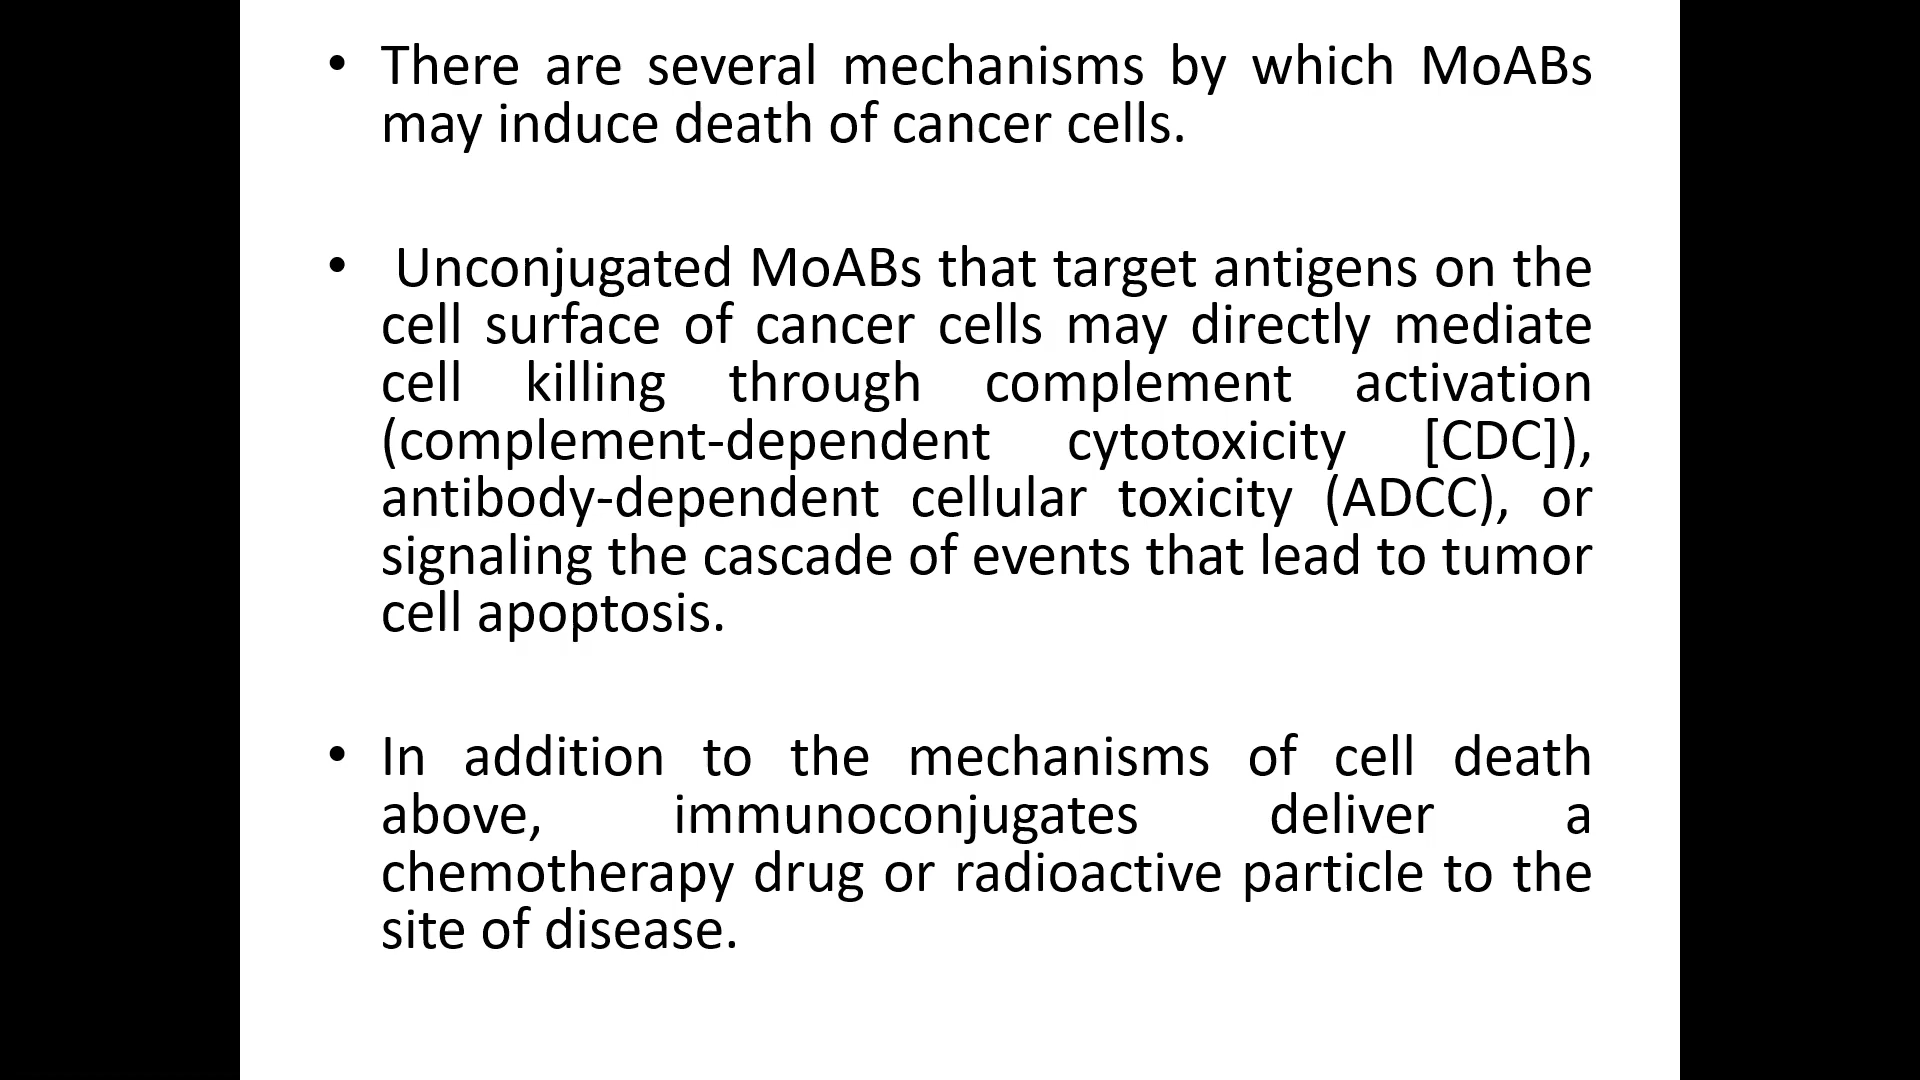 • There are several mechanisms by which MoABs
may induce death of cancer cells.
• Unconjugated MoABs that target antigens on the
cell surface of cancer cells may directly mediate
cell killing through complement activation
(complement-dependent cytotoxicity [CDC]),
antibody-dependent cellular toxicity (ADCC), or
signaling the cascade of events that lead to tumor
cell apoptosis.
• In addition to the mechanisms of cell death
above, immunoconjugates deliver a
chemotherapy drug or radioactive particle to the
site of disease.